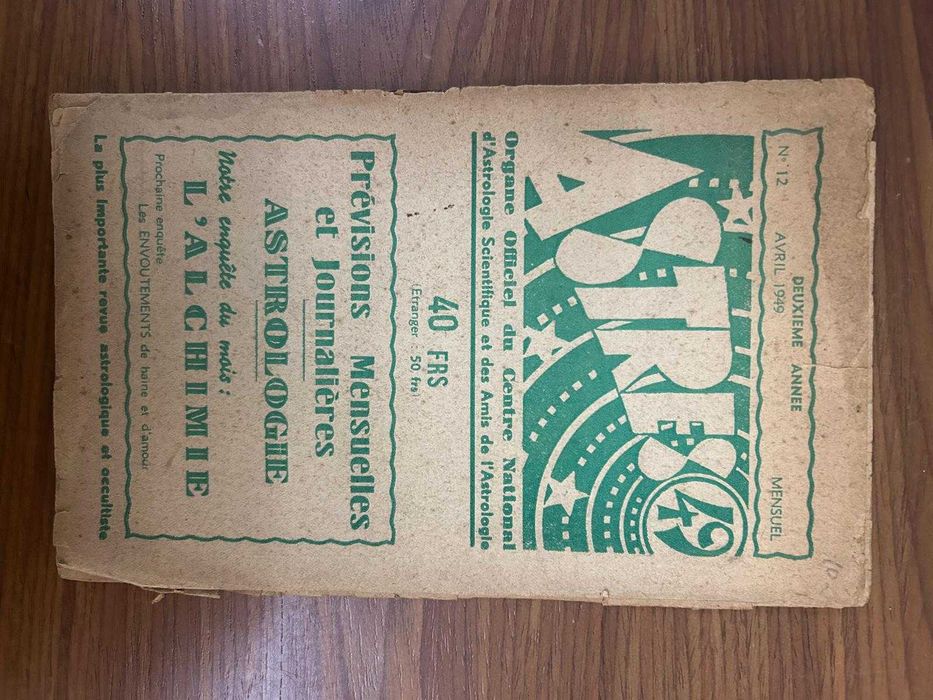 DEUXIEME ANNEE
N° 12 AVRIL 1949 MENSUEL
ASTRES
49
Organe Officiel du Centre National
d'Astrologie Scientifique et des Amis de l'Astrologie
40 FRS
(Etranger : 50 frs)
Prévisions Mensuelles
et Journalières
ASTROLOGIE
Notre enquête du mois :
L'ALCHIMIE
Prochaine enquête
Les ENVOUTEMENTS de haine et d'amour
La plus importante revue astrologique et occultiste
10